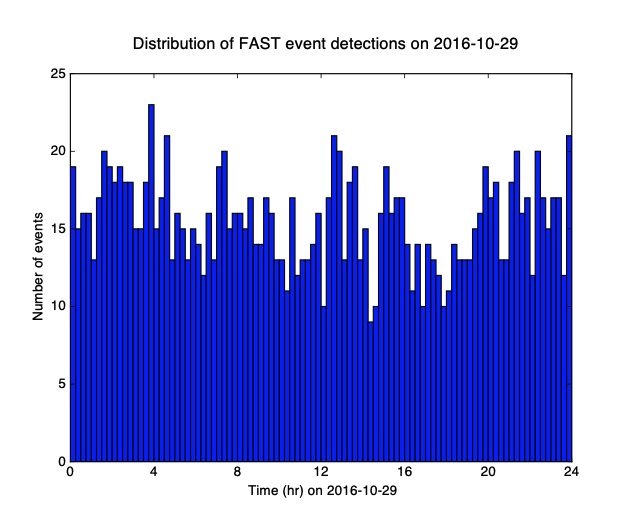 Distribution of FAST event detections on 2016-10-29
25
20
15
10
5
0
Number of events
0 4 8 12 16 20 24
Time (hr) on 2016-10-29